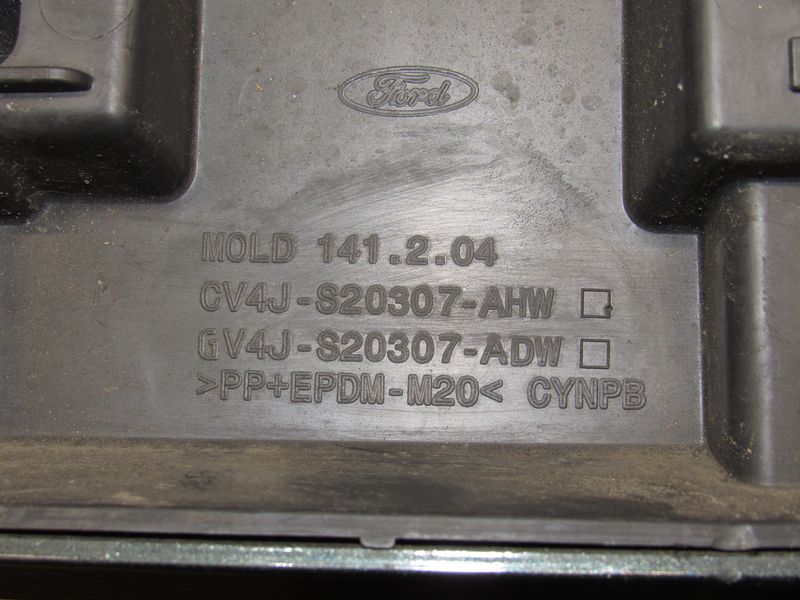 Ford
MOLD 141.2.04
CV4J-S20307-AHW
GV4J-S20307-ADW
>PP+EPDM-M20< CYNPB